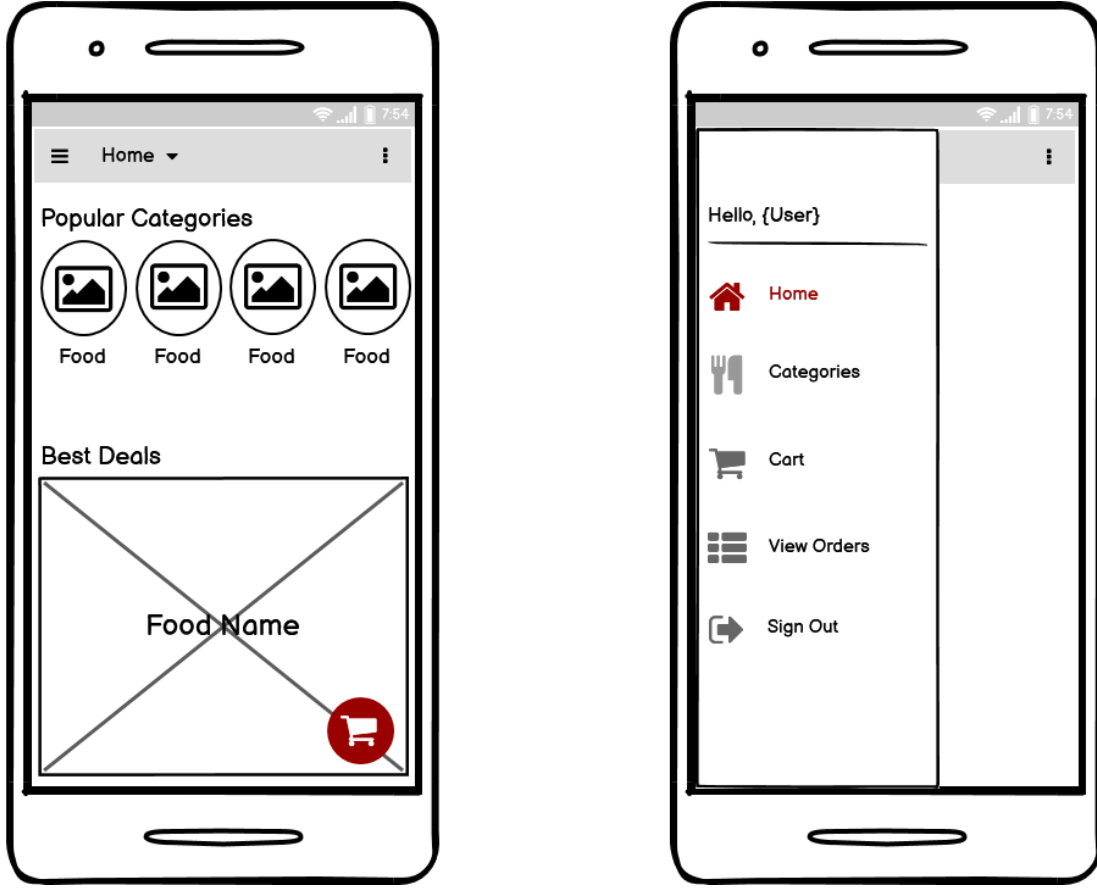 7:54
Home
Popular Categories
Food Food Food Food
Best Deals
Food Name
7:54
Hello, {User}
Home
Categories
Cart
View Orders
Sign Out